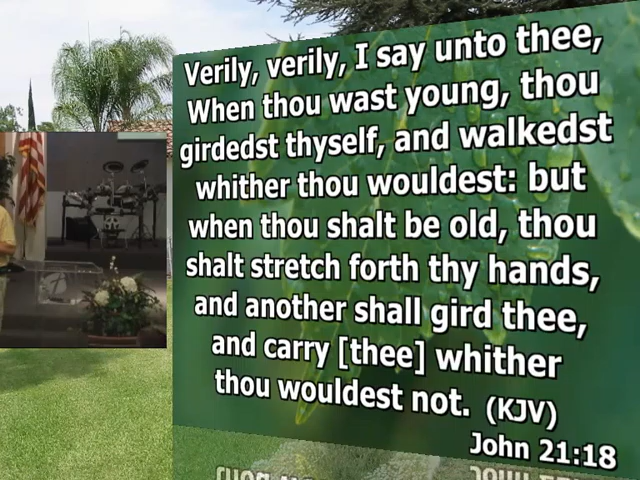 Verily, verily, I say unto thee,
When thou wast young, thou
girdedst thyself, and walkedst
whither thou wouldest: but
when thou shalt be old, thou
shalt stretch forth thy hands,
and another shall gird thee,
and carry [thee] whither
thou wouldest not. (KJV)
John 21:18